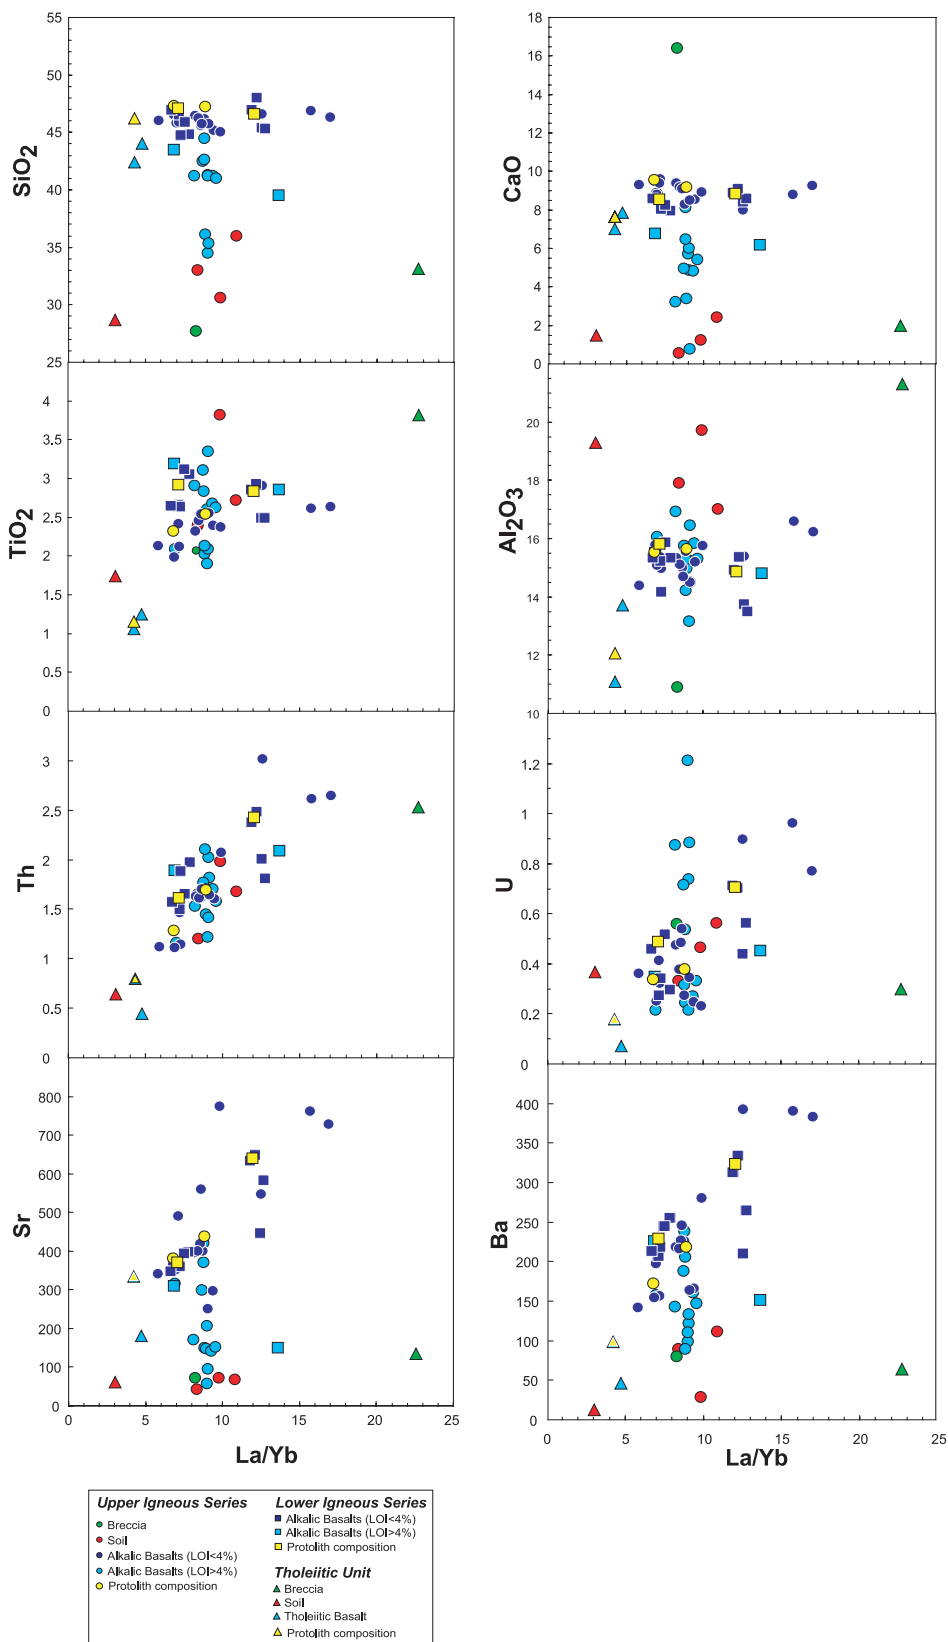 55
50
45
40
35
30
25
SiO2
18
16
14
12
10
8
6
4
2
0
CaO
4
3.5
3
2.5
2
1.5
1
0.5
0
TiO2
20
18
16
14
12
10
Al2O3
3
2.5
2
1.5
1
0.5
0
Th
1.2
1
0.8
0.6
0.4
0.2
0
U
800
700
600
500
400
300
200
100
0
Sr
0 5 10 15 20 25
La/Yb
400
350
300
250
200
150
100
50
0
Ba
0 5 10 15 20 25
La/Yb
Upper Igneous Series
Breccia
Soil
Alkalic Basalts (LOI<4%)
Alkalic Basalts (LOI>4%)
Protolith composition
Lower Igneous Series
Alkalic Basalts (LOI<4%)
Alkalic Basalts (LOI>4%)
Protolith composition
Tholeiitic Unit
Breccia
Soil
Tholeiitic Basalt
Protolith composition